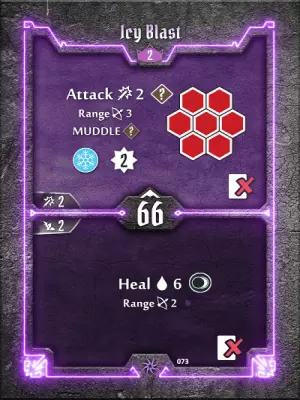 Icy Blast
2
Attack 2 ?
Range 3
MUDDLE ?
2
2
66
2
Heal 6
Range 2
073